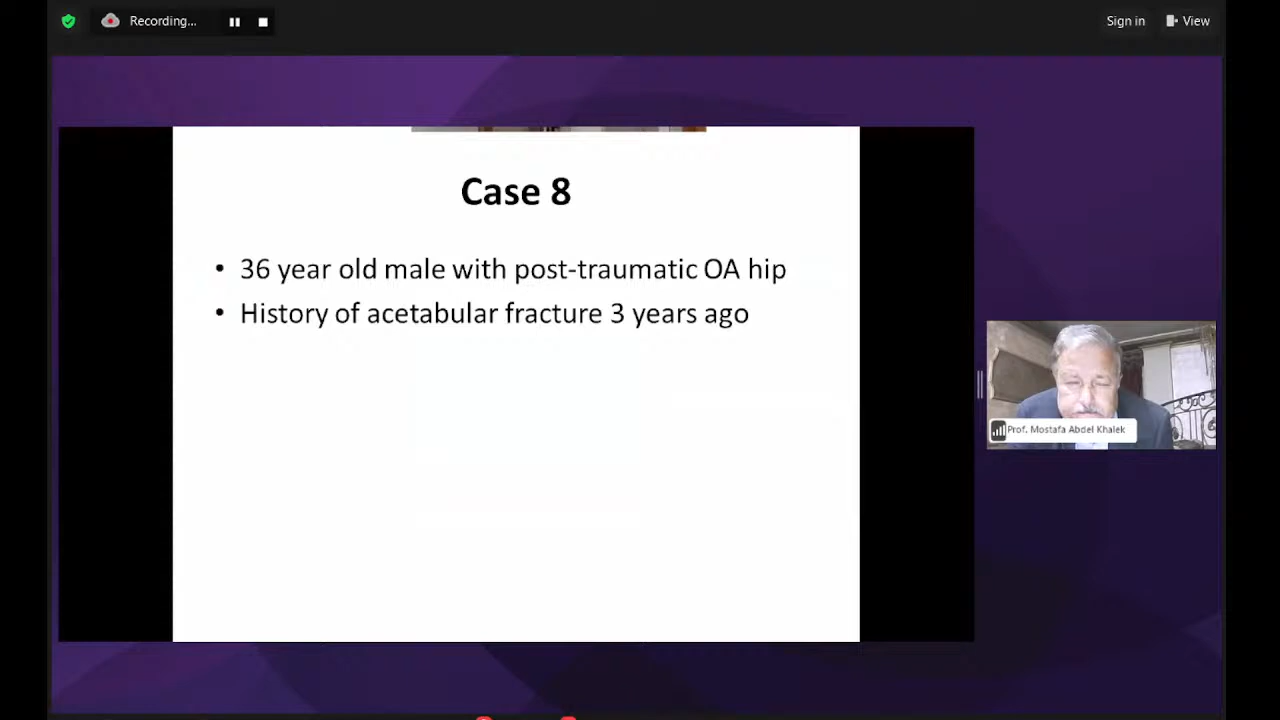 Recording...
Sign in
View
Case 8
• 36 year old male with post-traumatic OA hip
• History of acetabular fracture 3 years ago
Prof. Mostafa Abdel Khalek